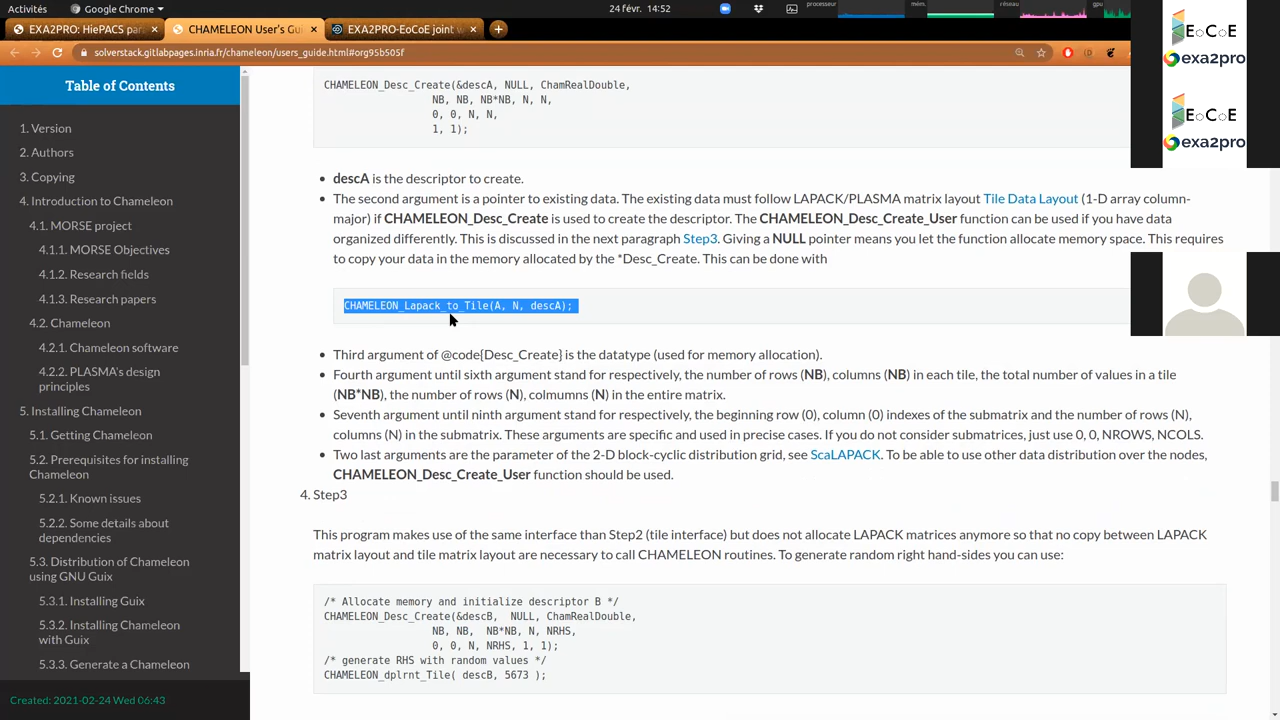 Activités
Google Chrome
24 févr. 14:52
processeur
mém.
gpu
EXA2PRO: HiePACS par
CHAMELEON User's Gu
EXA2PRO-EoCoE joint w
solverstack.gitlabpages.inria.fr/chameleon/users_guide.html#org95b505f
EoCoE
exa2pro
EoCoE
exa2pro
Table of Contents
1. Version
2. Authors
3. Copying
4. Introduction to Chameleon
4.1. MORSE project
4.1.1. MORSE Objectives
4.1.2. Research fields
4.1.3. Research papers
4.2. Chameleon
4.2.1. Chameleon software
4.2.2. PLASMA's design
principles
5. Installing Chameleon
5.1. Getting Chameleon
5.2. Prerequisites for installing
Chameleon
5.2.1. Known issues
5.2.2. Some details about
dependencies
5.3. Distribution of Chameleon
using GNU Guix
5.3.1. Installing Guix
5.3.2. Installing Chameleon
with Guix
5.3.3. Generate a Chameleon
Created: 2021-02-24 Wed 06:43
CHAMELEON_Desc_Create(&descA, NULL, ChamRealDouble,
NB, NB, NB*NB, N, N,
0, 0, N, N,
1, 1);
• descA is the descriptor to create.
• The second argument is a pointer to existing data. The existing data must follow LAPACK/PLASMA matrix layout Tile Data Layout (1-D array column-
major) if CHAMELEON_Desc_Create is used to create the descriptor. The CHAMELEON_Desc_Create_User function can be used if you have data
organized differently. This is discussed in the next paragraph Step3. Giving a NULL pointer means you let the function allocate memory space. This requires
to copy your data in the memory allocated by the *Desc_Create. This can be done with
CHAMELEON_Lapack_to_Tile(A, N, descA);
• Third argument of @code{Desc_Create} is the datatype (used for memory allocation).
• Fourth argument until sixth argument stand for respectively, the number of rows (NB), columns (NB) in each tile, the total number of values in a tile
(NB*NB), the number of rows (N), colmumns (N) in the entire matrix.
• Seventh argument until ninth argument stand for respectively, the beginning row (0), column (0) indexes of the submatrix and the number of rows (N),
columns (N) in the submatrix. These arguments are specific and used in precise cases. If you do not consider submatrices, just use 0, 0, NROWS, NCOLS.
• Two last arguments are the parameter of the 2-D block-cyclic distribution grid, see ScaLAPACK. To be able to use other data distribution over the nodes,
CHAMELEON_Desc_Create_User function should be used.
4. Step3
This program makes use of the same interface than Step2 (tile interface) but does not allocate LAPACK matrices anymore so that no copy between LAPACK
matrix layout and tile matrix layout are necessary to call CHAMELEON routines. To generate random right hand-sides you can use:
/* Allocate memory and initialize descriptor B */
CHAMELEON_Desc_Create(&descB, NULL, ChamRealDouble,
NB, NB, NB*NB, N, NRHS,
0, 0, N, NRHS, 1, 1);
/* generate RHS with random values */
CHAMELEON_dplrnt_Tile( descB, 5673 );